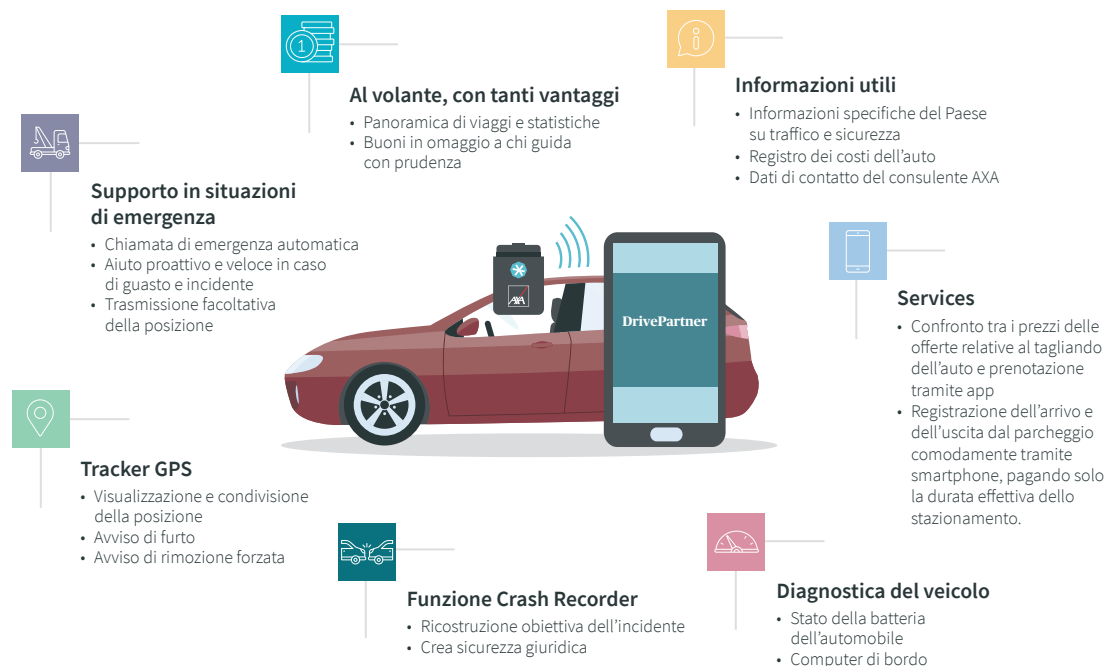 Al volante, con tanti vantaggi
• Panoramica di viaggi e statistiche
• Buoni in omaggio a chi guida
con prudenza
Informazioni utili
• Informazioni specifiche del Paese
su traffico e sicurezza
• Registro dei costi dell'auto
• Dati di contatto del consulente AXA
Supporto in situazioni
di emergenza
• Chiamata di emergenza automatica
• Aiuto proattivo e veloce in caso
di guasto e incidente
• Trasmissione facoltativa
della posizione
AXA
DrivePartner
Services
• Confronto tra i prezzi delle
offerte relative al tagliando
dell'auto e prenotazione
tramite app
• Registrazione dell'arrivo e
dell'uscita dal parcheggio
comodamente tramite
smartphone, pagando solo
la durata effettiva dello
stazionamento.
Tracker GPS
• Visualizzazione e condivisione
della posizione
• Avviso di furto
• Avviso di rimozione forzata
Funzione Crash Recorder
• Ricostruzione obiettiva dell'incidente
• Crea sicurezza giuridica
Diagnostica del veicolo
• Stato della batteria
dell'automobile
• Computer di bordo
1